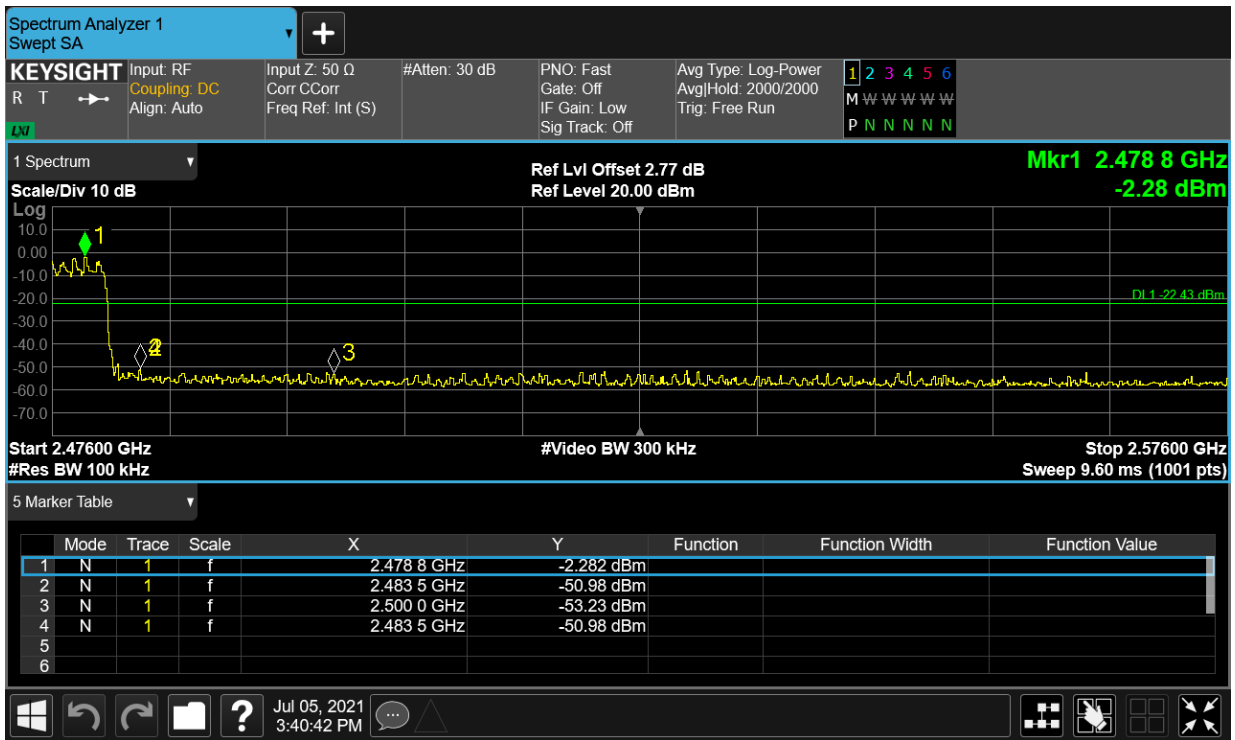 Spectrum Analyzer 1
Swept SA
+
KEYSIGHT
R T
LXI
Input: RF
Coupling: DC
Align: Auto
Input Z: 50 Ω
Corr CCorr
Freq Ref: Int (S)
#Atten: 30 dB
PNO: Fast
Gate: Off
IF Gain: Low
Sig Track: Off
Avg Type: Log-Power
Avg|Hold: 2000/2000
Trig: Free Run
1 2 3 4 5 6
M W W W W W
P N N N N N
1 Spectrum
Scale/Div 10 dB
Ref Lvl Offset 2.77 dB
Ref Level 20.00 dBm
Mkr1 2.478 8 GHz
-2.28 dBm
Log
10.0
0.00
-10.0
-20.0
-30.0
-40.0
-50.0
-60.0
-70.0
1
3
DL1 -22.43 dBm
Start 2.47600 GHz
#Video BW 300 kHz
Stop 2.57600 GHz
#Res BW 100 kHz
Sweep 9.60 ms (1001 pts)
5 Marker Table
Mode Trace Scale X Y Function Function Width Function Value
1 N 1 f 2.478 8 GHz -2.282 dBm
2 N 1 f 2.483 5 GHz -50.98 dBm
3 N 1 f 2.500 0 GHz -53.23 dBm
4 N 1 f 2.483 5 GHz -50.98 dBm
5
6
?
Jul 05, 2021
3:40:42 PM